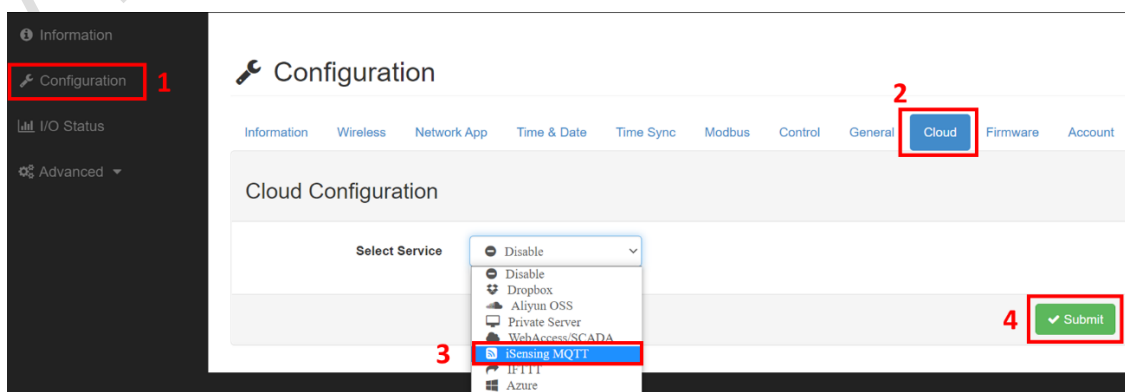 Information
Configuration 1
I/O Status
Advanced
Configuration
2
Information Wireless Network App Time & Date Time Sync Modbus Control General Cloud Firmware Account
Cloud Configuration
Select Service Disable
Disable
Dropbox
Aliyun OSS
Private Server
WebAccess/SCADA
3 iSensing MQTT
IFTTT
Azure
4 Submit